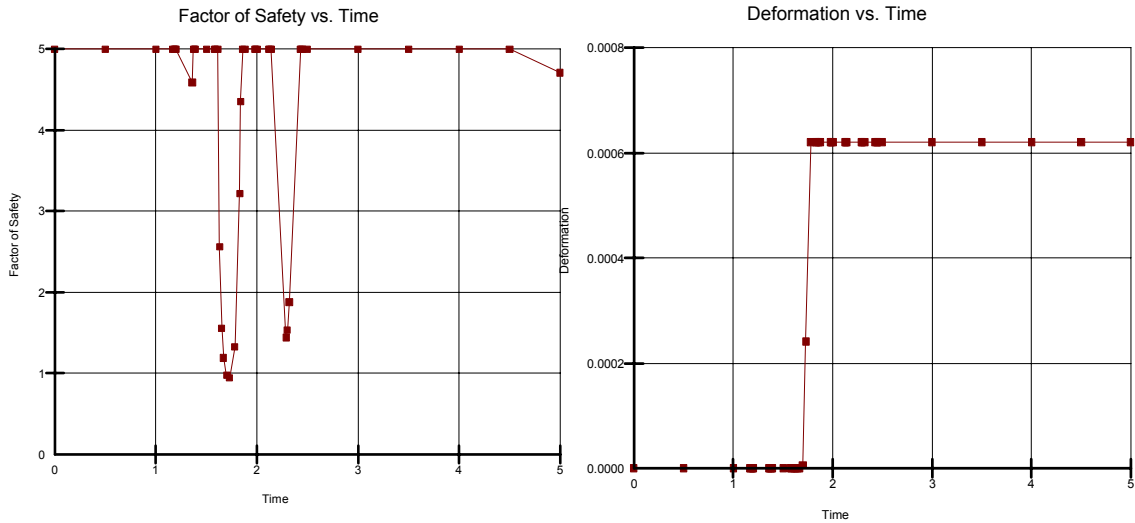 Factor of Safety vs. Time
Factor of Safety
5
4
3
2
1
0
0 1 2 3 4 5
Time
Deformation vs. Time
Deformation
0.0008
0.0006
0.0004
0.0002
0.0000
0 1 2 3 4 5
Time